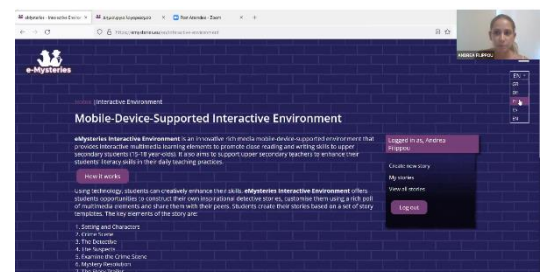 eMysteries - Interactive Enviro
Zoom
ANDREA FILIPPOU
e-Mysteries
EN
GR
ES
EN
Interactive Environment
Mobile-Device-Supported Interactive Environment
eMysteries Interactive Environment is an innovative rich media mobile-device-supported environment that
provides interactive multimedia learning elements to promote close reading and writing skills to upper
secondary students (15-18 year-olds). It also aims to support upper secondary teachers to enhance their
students' literacy skills in their daily teaching practices.
Logged in as, Andrea
Filippou
How it works
Create new story
My stories
View all stories
Log out
Using technology, students can creatively enhance their skills. eMysteries Interactive Environment offers
students opportunities to construct their own inspirational detective stories, customise them using a rich poll
of multimedia elements and share them with their peers. Students create their stories based on a set of story
templates. The key elements of the story are:
1. Setting and Characters
2. Crime Scene
3. The Detective
4. The Suspects
5. Examine the Crime Scene
6. Mystery Resolution